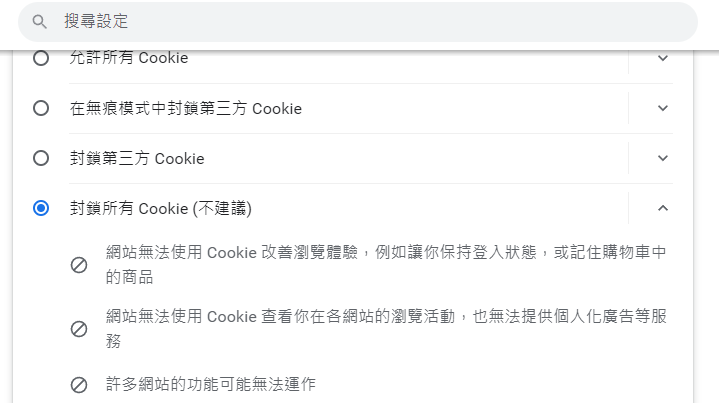 搜尋設定
允許所有 Cookie
在無痕模式中封鎖第三方 Cookie
封鎖第三方 Cookie
封鎖所有 Cookie (不建議)
網站無法使用 Cookie 改善瀏覽體驗，例如讓你保持登入狀態，或記住購物車中
的商品
網站無法使用 Cookie 查看你在各網站的瀏覽活動，也無法提供個人化廣告等服
務
許多網站的功能可能無法運作